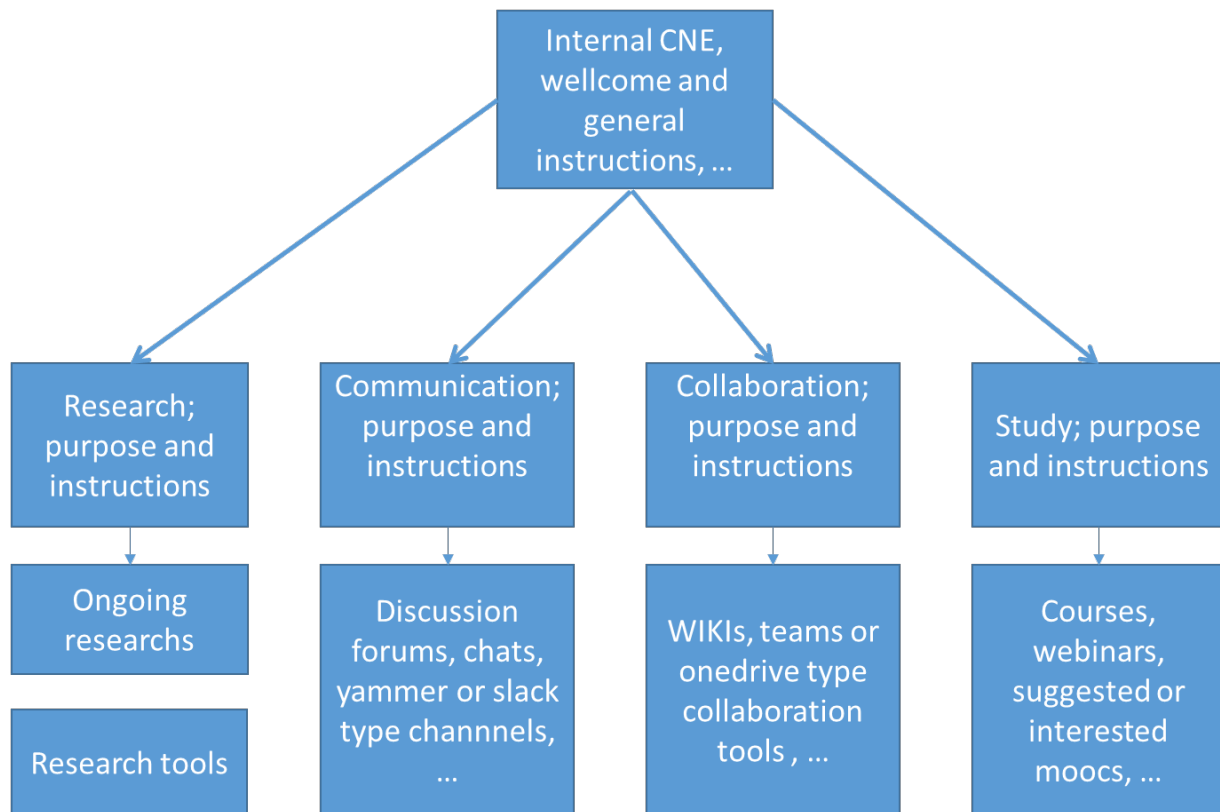 Internal CNE,
wellcome and
general
instructions, ...
Research;
purpose and
instructions
Communication;
purpose and
instructions
Collaboration;
purpose and
instructions
Study; purpose
and instructions
Ongoing
researchs
Research tools
Discussion
forums, chats,
yammer or slack
type channnels,
...
WIKIs, teams or
onedrive type
collaboration
tools , ...
Courses,
webinars,
suggested or
interested
moocs, ...